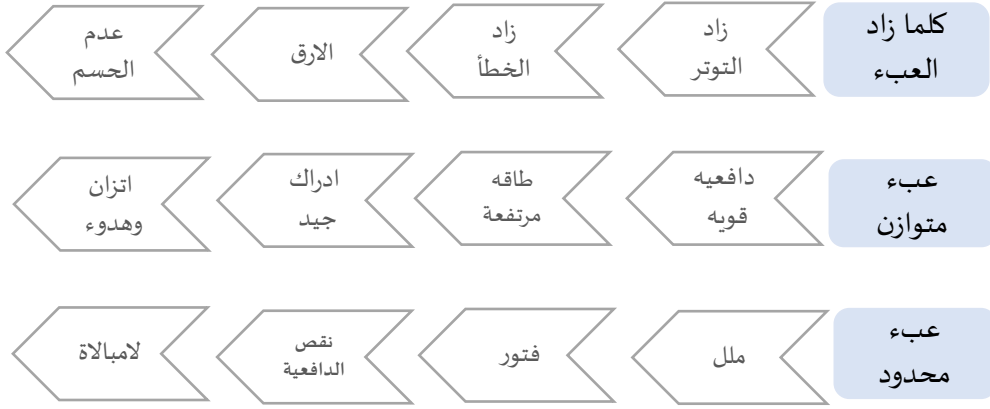 كلما زاد
العبء
زاد
التوتر
زاد
الخطأ
الارق
عدم
الحسم
عبء
متوازن
دافعيه
قويه
طاقه
مرتفعة
ادراك
جيد
اتزان
وهدوء
عبء
محدود
ملل
فتور
نقص
الدافعية
لامبالاة